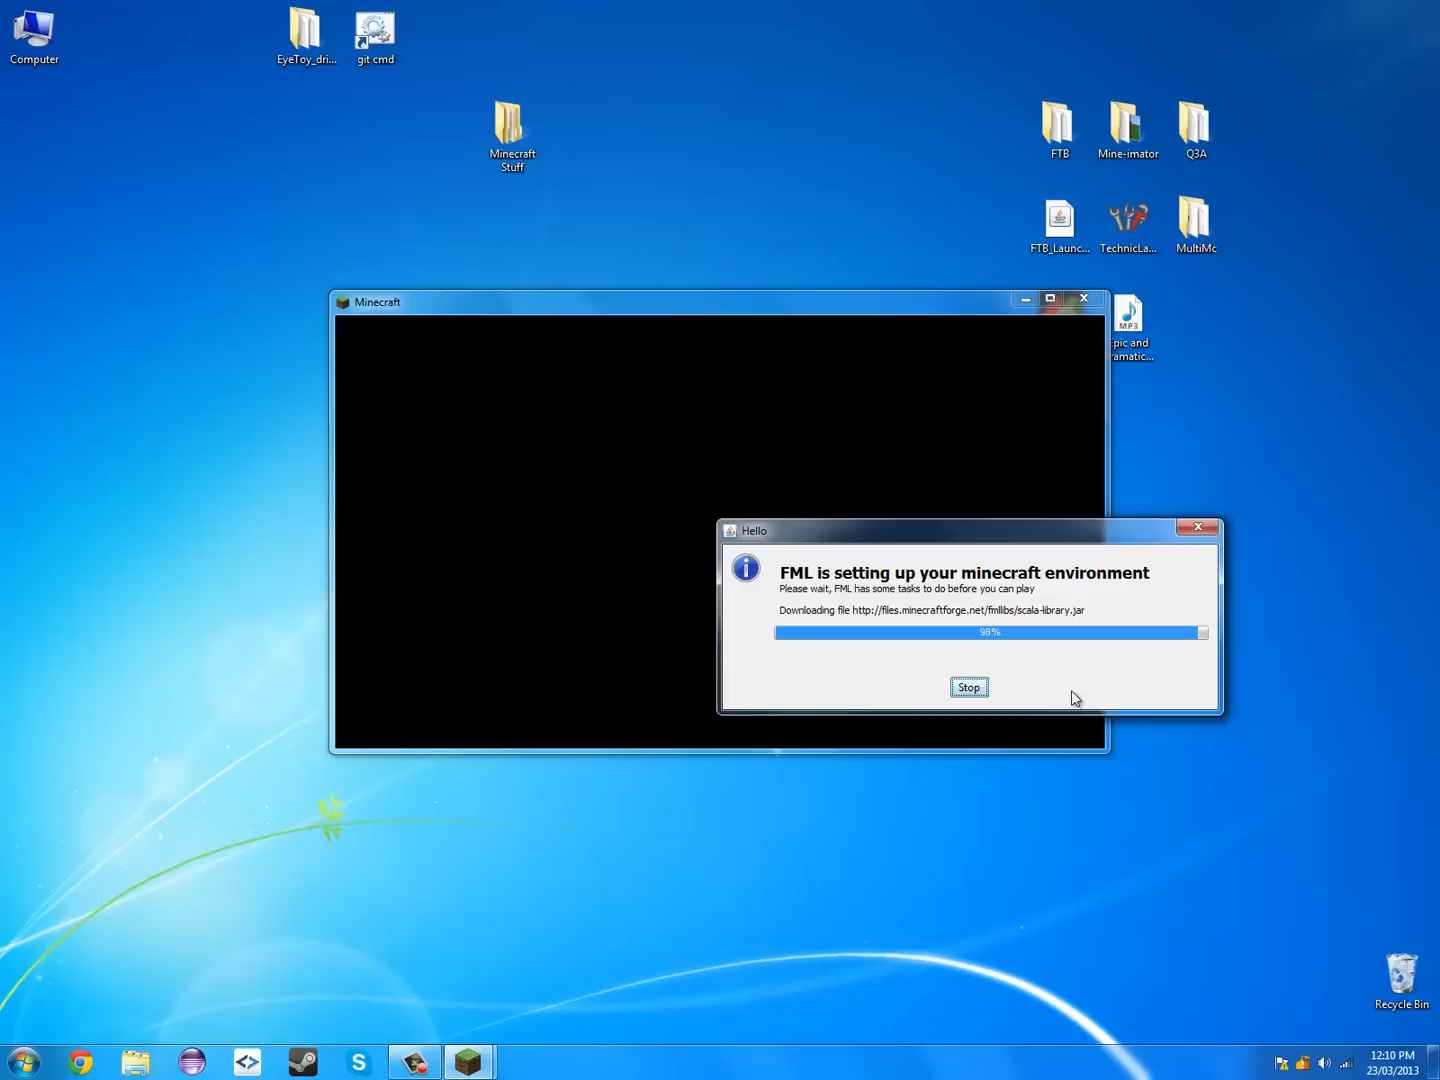 Computer
EyeToy_dri...
git cmd
Minecraft
Stuff
FTB
Mine-imator
Q3A
FTB_Launc...
TechnicLa...
MultiMc
Minecraft
MP3
Epic and
ramatic...
Hello
FML is setting up your minecraft environment
Please wait, FML has some tasks to do before you can play
Downloading file http://files.minecraftforge.net/fmllibs/scala-library.jar
98%
Stop
Recycle Bin
12:10 PM
23/03/2013